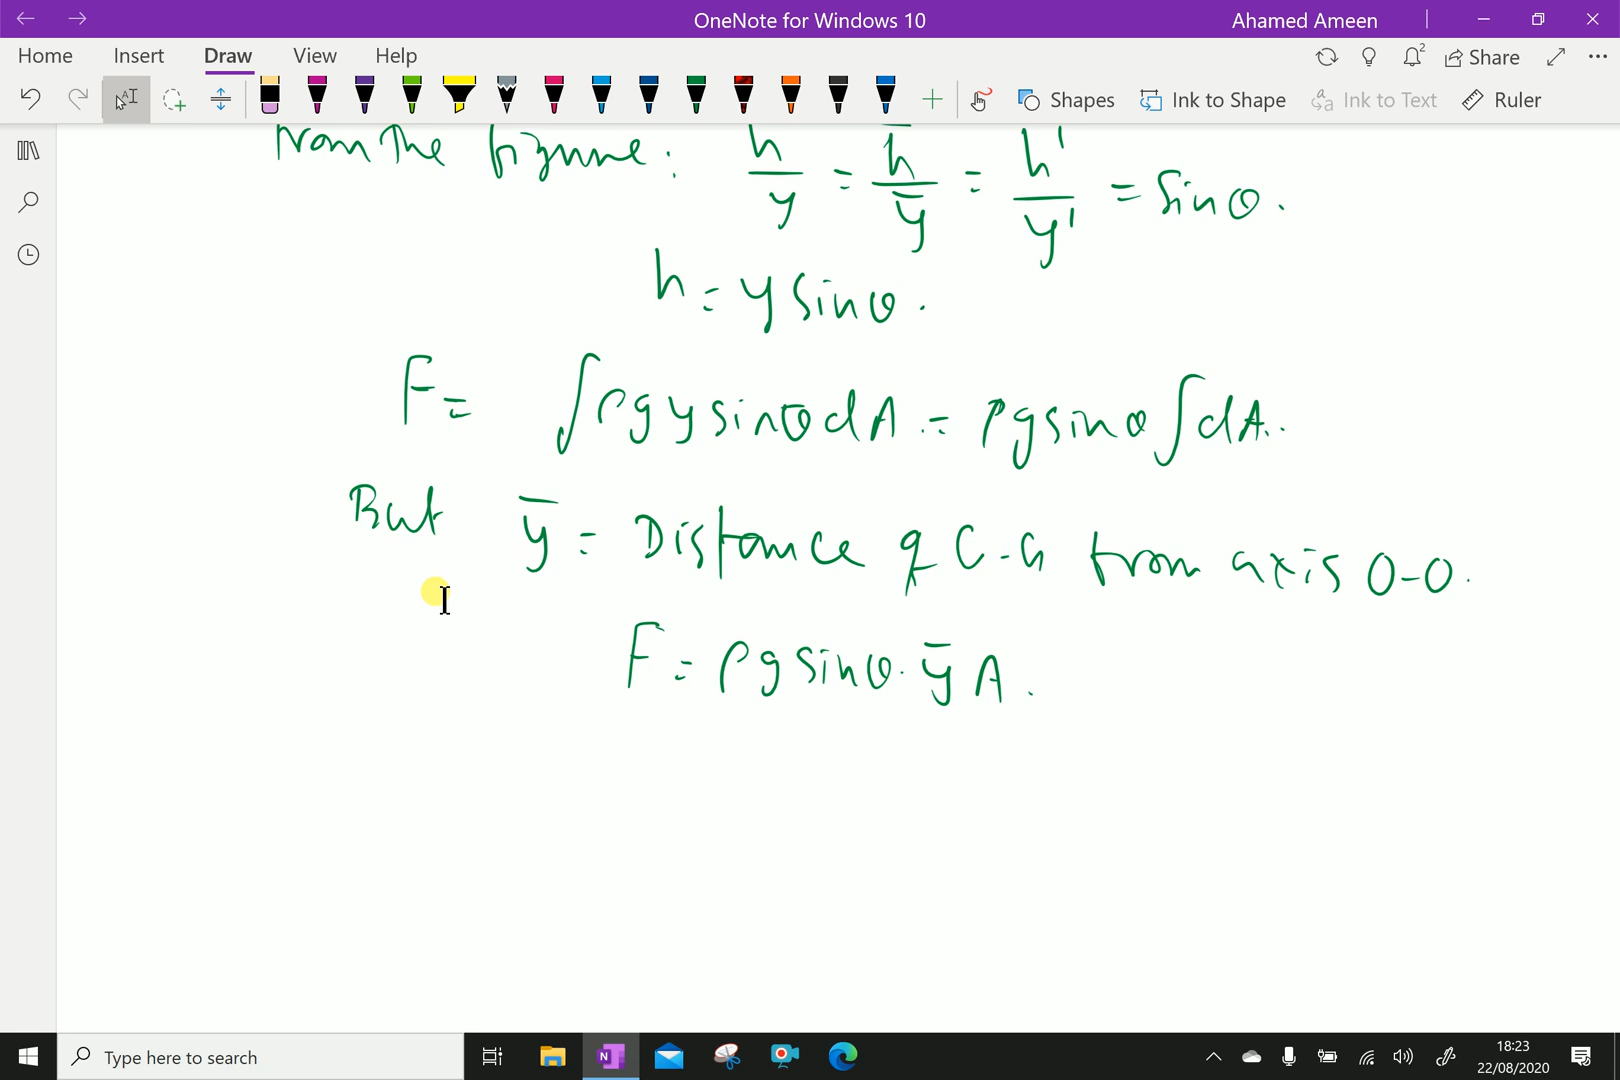 OneNote for Windows 10
Ahamed Ameen
Home Insert Draw View Help
2 Share
Shapes Ink to Shape Ink to Text Ruler
from the figure: h/y = h̄/ȳ = h'/y' = sinθ.
h = y sinθ.
F = ∫ρgy sinθ dA = ρg sinθ ∫dA.
But ȳ = Distance of C-G from axis O-O.
F = ρg sinθ. ȳ A.
Type here to search
18:23
22/08/2020